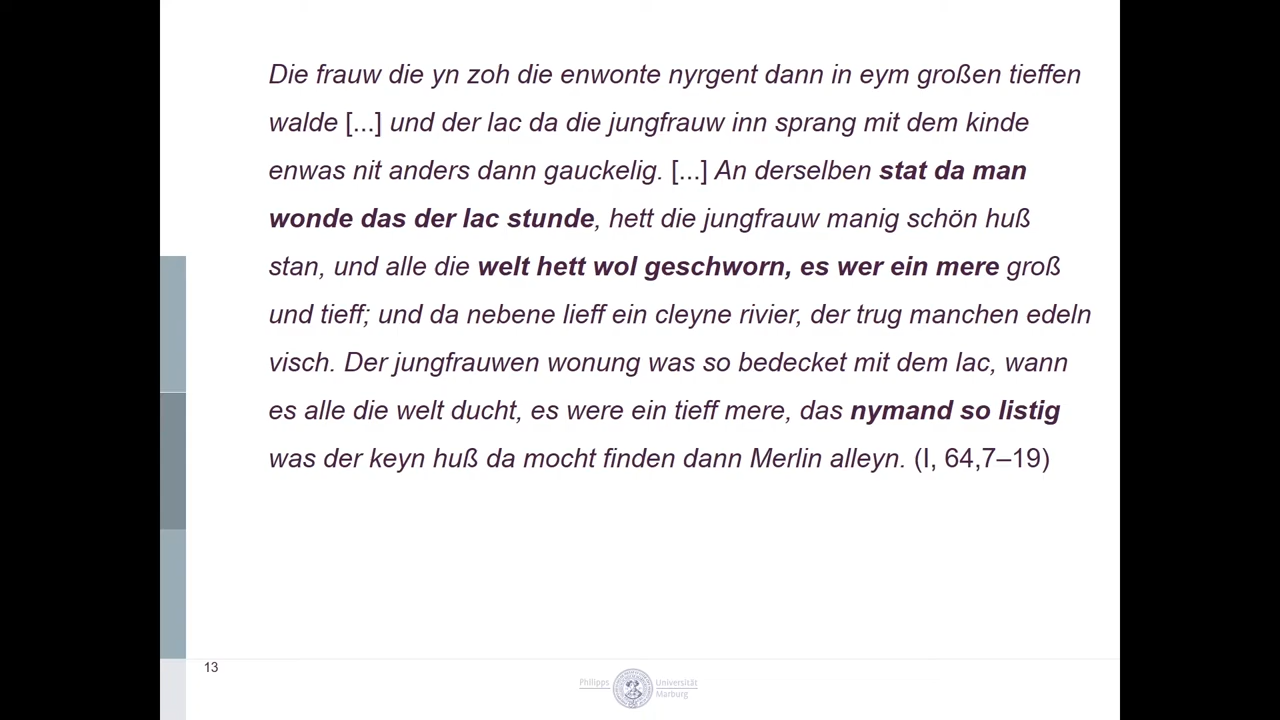 Die frauw die yn zoh die enwonte nyrgent dann in eym großen tieffen
walde [...] und der lac da die jungfrauw inn sprang mit dem kinde
enwas nit anders dann gauckelig. [...] An derselben stat da man
wonde das der lac stunde, hett die jungfrauw manig schön huß
stan, und alle die welt hett wol geschworn, es wer ein mere groß
und tieff; und da nebene lieff ein cleyne rivier, der trug manchen edeln
visch. Der jungfrauwen wonung was so bedecket mit dem lac, wann
es alle die welt ducht, es were ein tieff mere, das nymand so listig
was der keyn huß da mocht finden dann Merlin alleyn. (I, 64,7–19)
13
Philipps Universität
Marburg